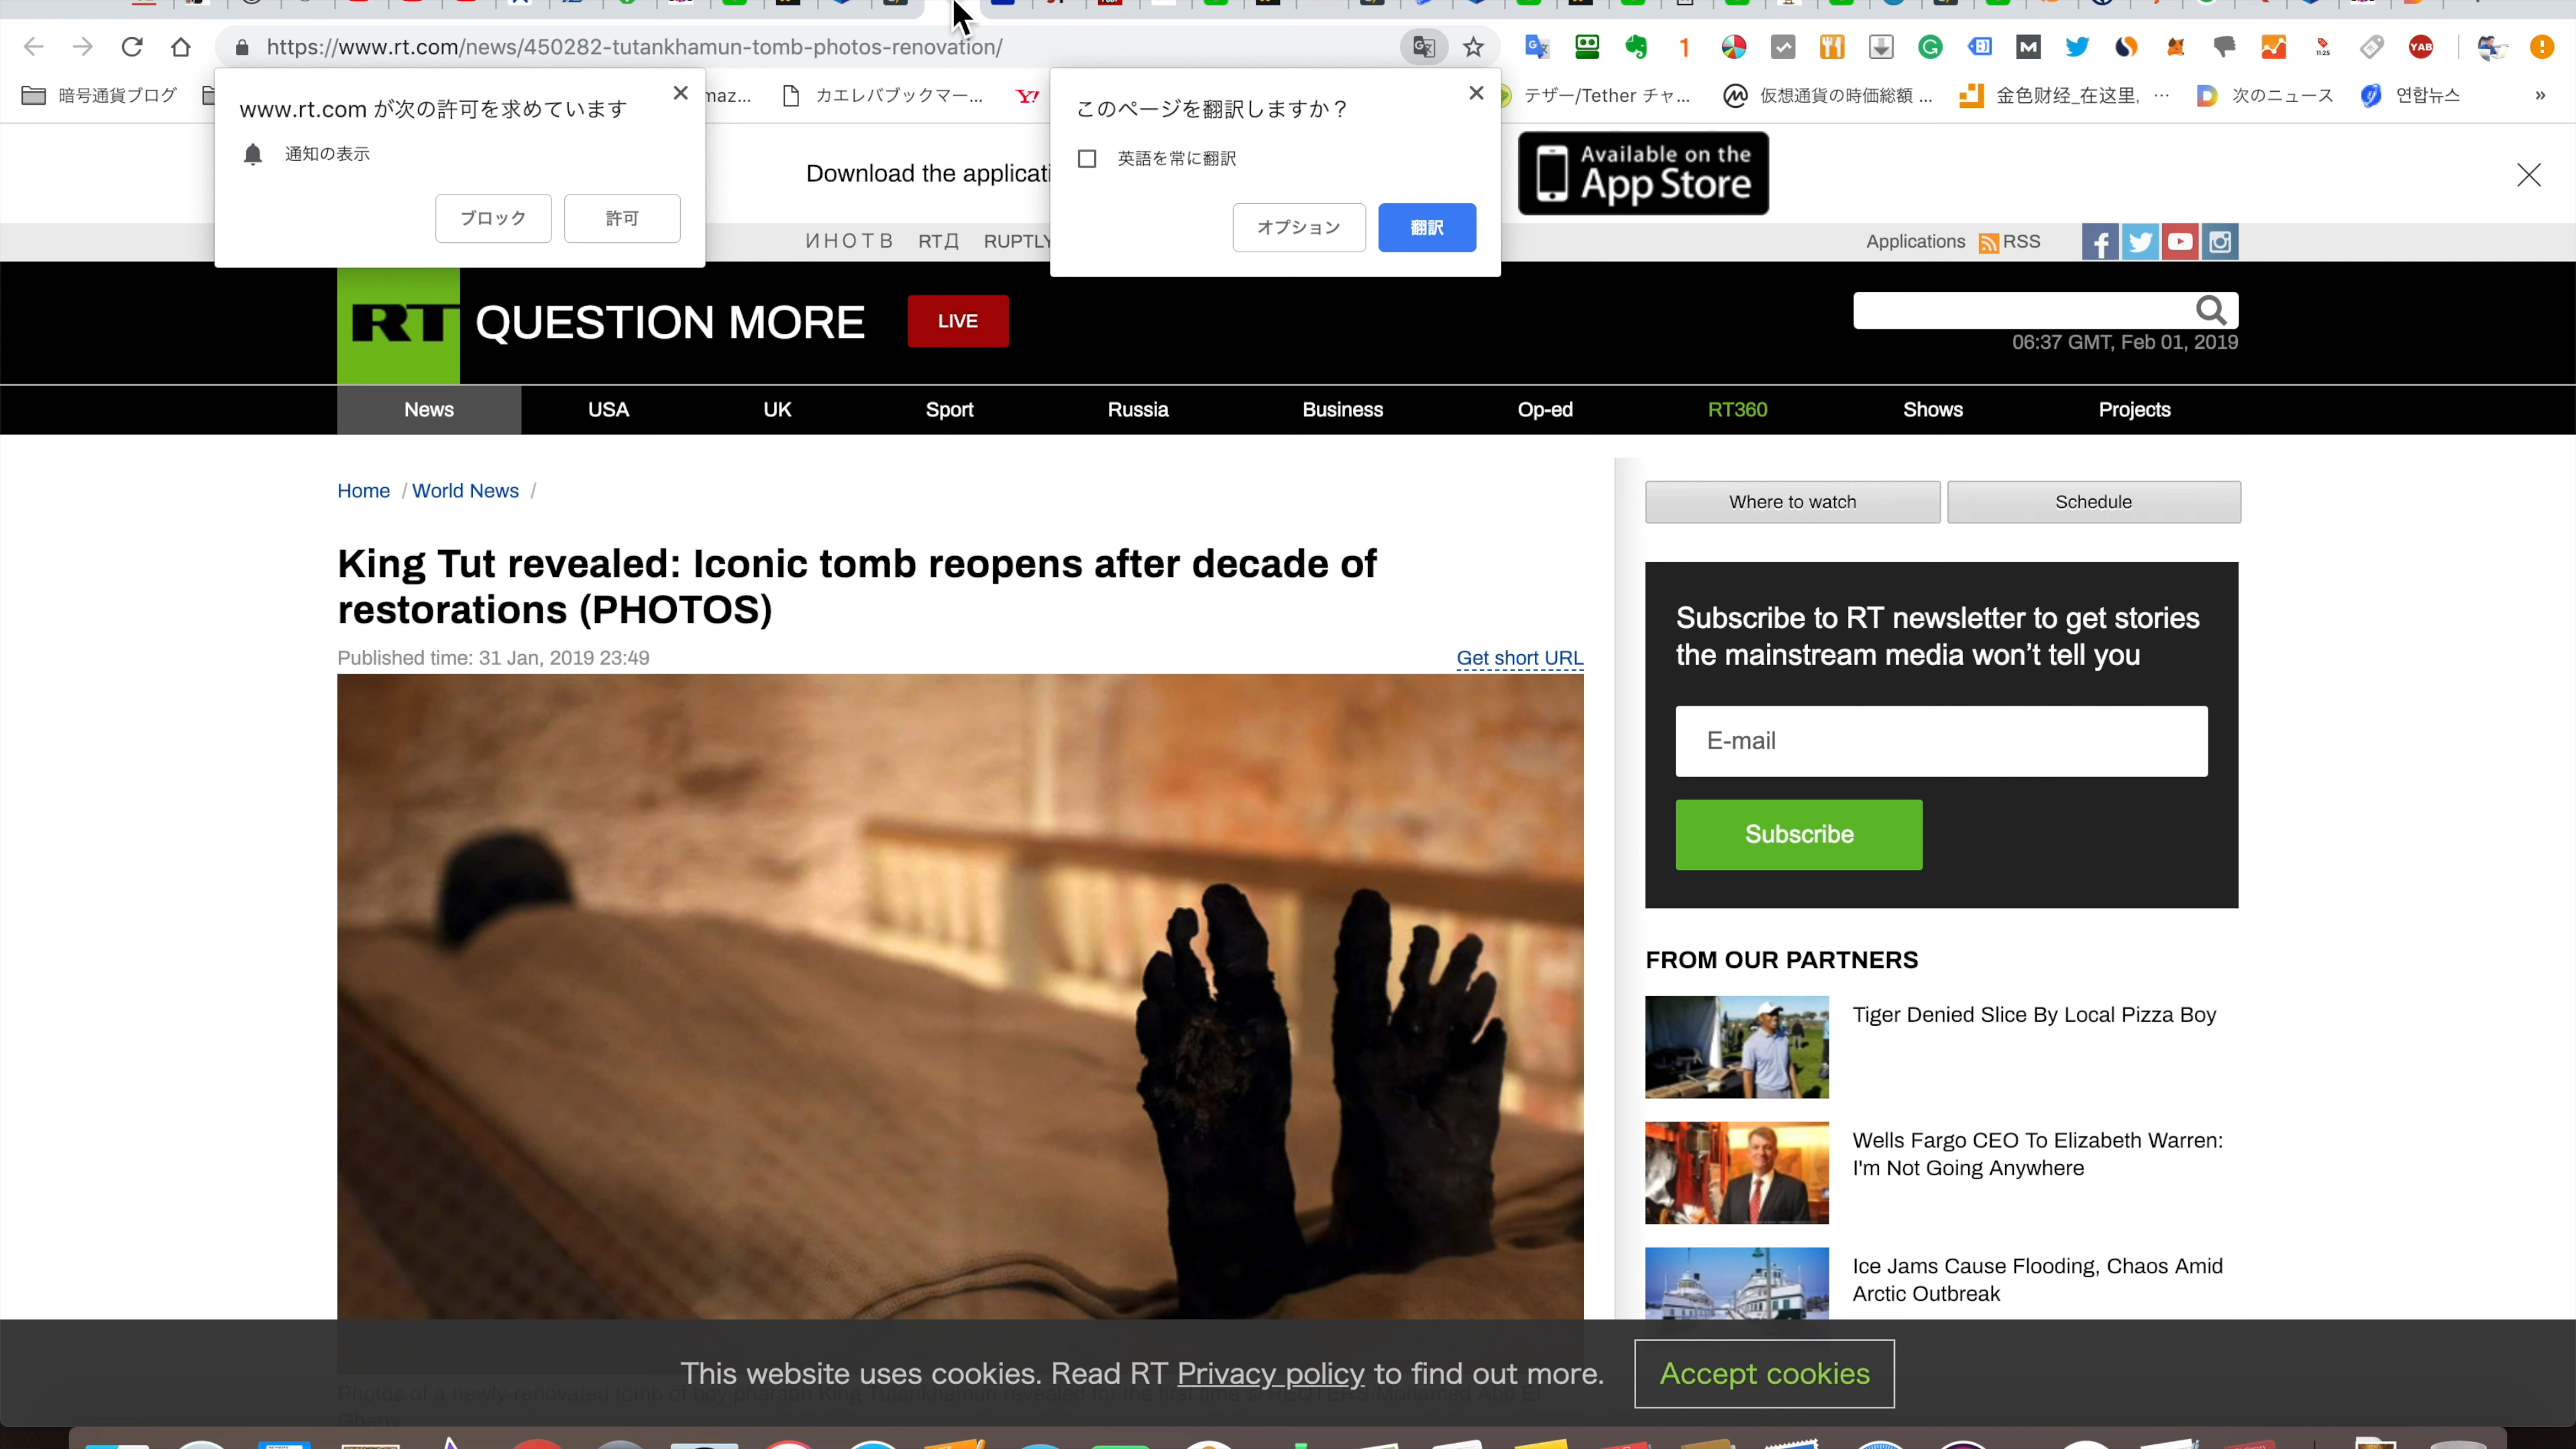 https://www.rt.com/news/450282-tutankhamun-tomb-photos-renovation/
暗号通貨ブログ
maz...
カエレバブックマー...
テザー/Tether チャ...
仮想通貨の時価総額 ...
金色财经_在这里, ...
次のニュース
연합뉴스
»
www.rt.com が次の許可を求めています
通知の表示
ブロック
許可
このページを翻訳しますか？
英語を常に翻訳
オプション
翻訳
Download the applicati
Available on the
App Store
ИНОТВ
RTД
RUPTLY
Applications
RSS
RT
QUESTION MORE
LIVE
06:37 GMT, Feb 01, 2019
News
USA
UK
Sport
Russia
Business
Op-ed
RT360
Shows
Projects
Home / World News /
King Tut revealed: Iconic tomb reopens after decade of
restorations (PHOTOS)
Published time: 31 Jan, 2019 23:49
Get short URL
Where to watch
Schedule
Subscribe to RT newsletter to get stories
the mainstream media won't tell you
E-mail
Subscribe
FROM OUR PARTNERS
Tiger Denied Slice By Local Pizza Boy
Wells Fargo CEO To Elizabeth Warren:
I'm Not Going Anywhere
Ice Jams Cause Flooding, Chaos Amid
Arctic Outbreak
This website uses cookies. Read RT Privacy policy to find out more.
Accept cookies